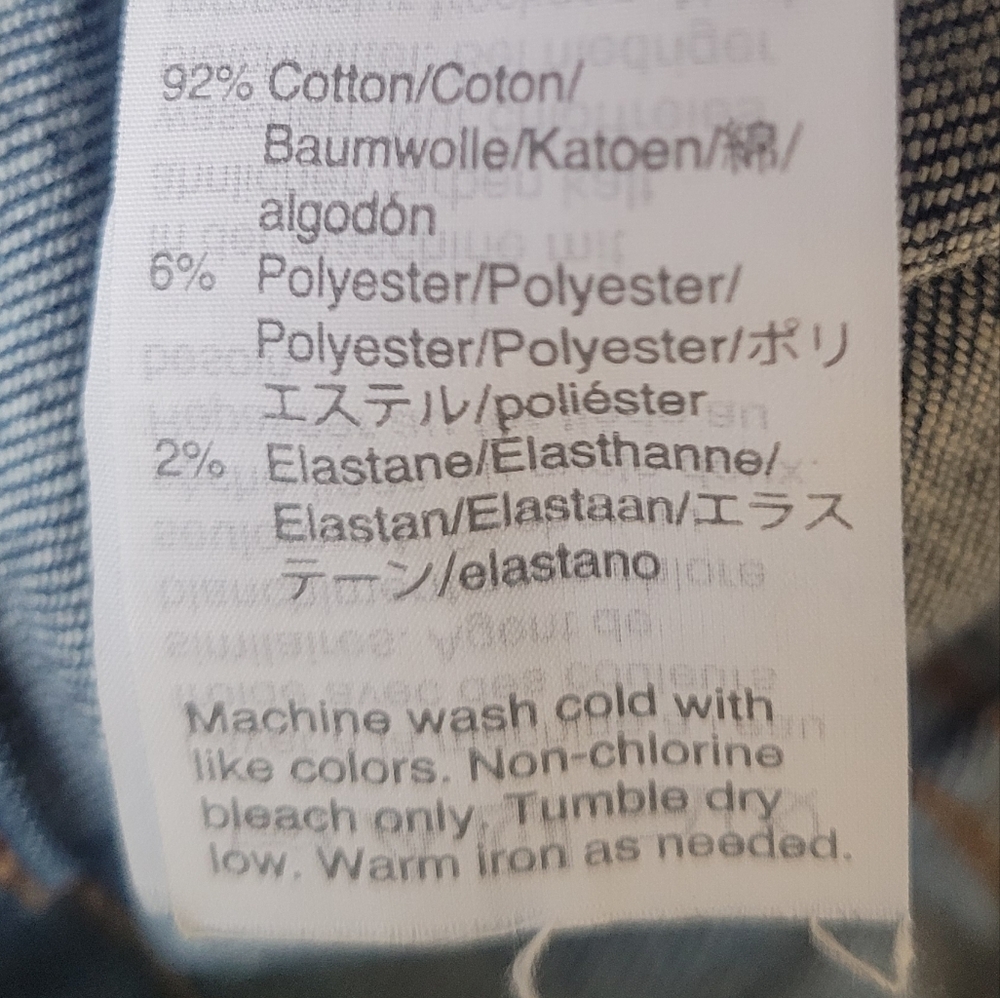 92% Cotton/Coton/
Baumwolle/Katoen/綿/
algodón
6% Polyester/Polyester/
Polyester/Polyester/ポリ
エステル/poliéster
2% Elastane/Élasthanne/
Elastan/Elastaan/エラス
テーン/elastano
Machine wash cold with
like colors. Non-chlorine
bleach only. Tumble dry
low. Warm iron as needed.